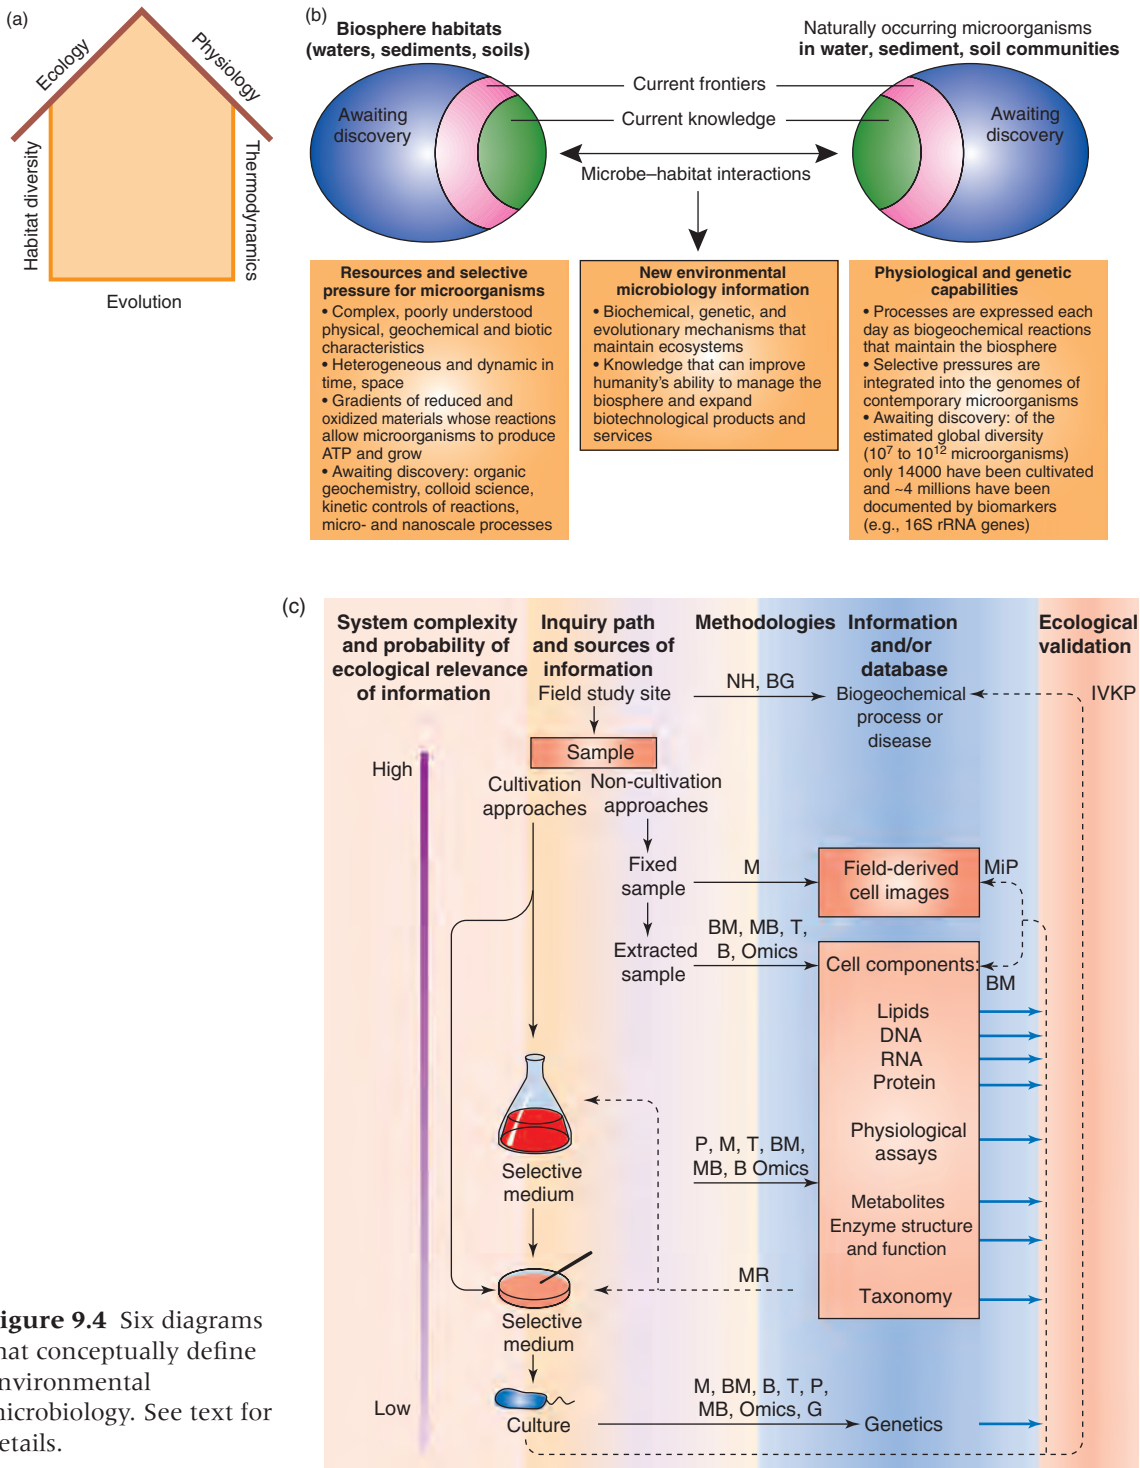 (a)
Ecology
Physiology
Habitat diversity
Thermodynamics
Evolution
(b)
Biosphere habitats
(waters, sediments, soils)
Naturally occurring microorganisms
in water, sediment, soil communities
Awaiting
discovery
Current frontiers
Current knowledge
Microbe–habitat interactions
Awaiting
discovery
Resources and selective
pressure for microorganisms
• Complex, poorly understood
physical, geochemical and biotic
characteristics
• Heterogeneous and dynamic in
time, space
• Gradients of reduced and
oxidized materials whose reactions
allow microorganisms to produce
ATP and grow
• Awaiting discovery: organic
geochemistry, colloid science,
kinetic controls of reactions,
micro- and nanoscale processes
New environmental
microbiology information
• Biochemical, genetic, and
evolutionary mechanisms that
maintain ecosystems
• Knowledge that can improve
humanity's ability to manage the
biosphere and expand
biotechnological products and
services
Physiological and genetic
capabilities
• Processes are expressed each
day as biogeochemical reactions
that maintain the biosphere
• Selective pressures are
integrated into the genomes of
contemporary microorganisms
• Awaiting discovery: of the
estimated global diversity
(10⁷ to 10¹² microorganisms)
only 14000 have been cultivated
and ~4 millions have been
documented by biomarkers
(e.g., 16S rRNA genes)
(c)
System complexity
and probability of
ecological relevance
of information
Inquiry path
and sources of
information
Methodologies
Information
and/or
database
Ecological
validation
Field study site
NH, BG
Biogeochemical
process or
disease
IVKP
Sample
High
Cultivation
approaches
Non-cultivation
approaches
Fixed
sample
M
Field-derived
cell images
MiP
Extracted
sample
BM, MB, T,
B, Omics
Cell components:
BM
Lipids
DNA
RNA
Protein
Physiological
assays
P, M, T, BM,
MB, B Omics
Selective
medium
Metabolites
Enzyme structure
and function
MR
Taxonomy
Selective
medium
Low
Culture
M, BM, B, T, P,
MB, Omics, G
Genetics
igure 9.4 Six diagrams
hat conceptually define
nvironmental
nicrobiology. See text for
etails.